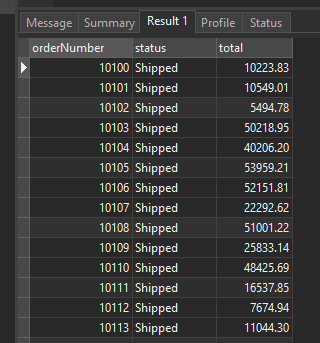 Message Summary Result 1 Profile Status
orderNumber status total
10100 Shipped 10223.83
10101 Shipped 10549.01
10102 Shipped 5494.78
10103 Shipped 50218.95
10104 Shipped 40206.20
10105 Shipped 53959.21
10106 Shipped 52151.81
10107 Shipped 22292.62
10108 Shipped 51001.22
10109 Shipped 25833.14
10110 Shipped 48425.69
10111 Shipped 16537.85
10112 Shipped 7674.94
10113 Shipped 11044.30